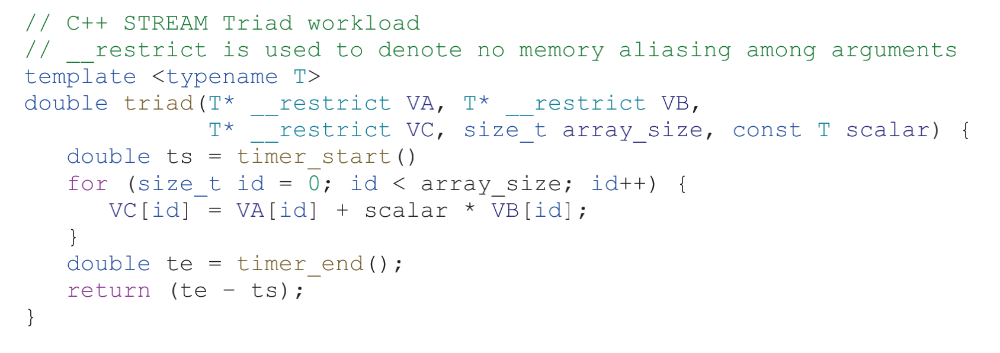 // C++ STREAM Triad workload
// __restrict is used to denote no memory aliasing among arguments
template <typename T>
double triad(T* __restrict VA, T* __restrict VB,
             T* __restrict VC, size_t array_size, const T scalar) {
   double ts = timer_start()
   for (size_t id = 0; id < array_size; id++) {
      VC[id] = VA[id] + scalar * VB[id];
   }
   double te = timer_end();
   return (te - ts);
}